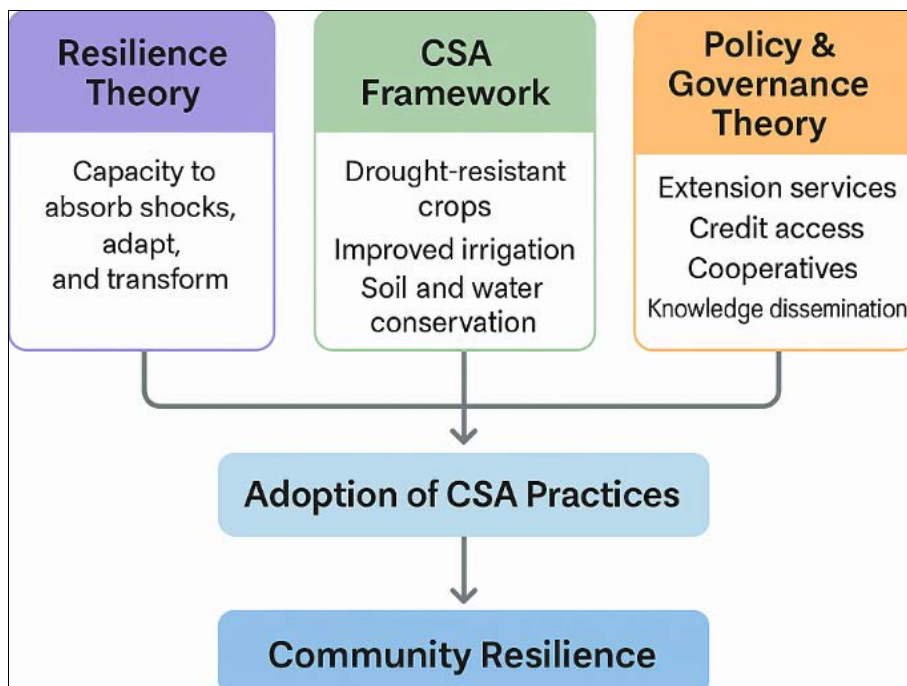 Resilience
Theory
Capacity to
absorb shocks,
adapt,
and transform
CSA
Framework
Drought-resistant
crops
Improved irrigation
Soil and water
conservation
Policy &
Governance
Theory
Extension services
Credit access
Cooperatives
Knowledge dissemination
Adoption of CSA Practices
Community Resilience